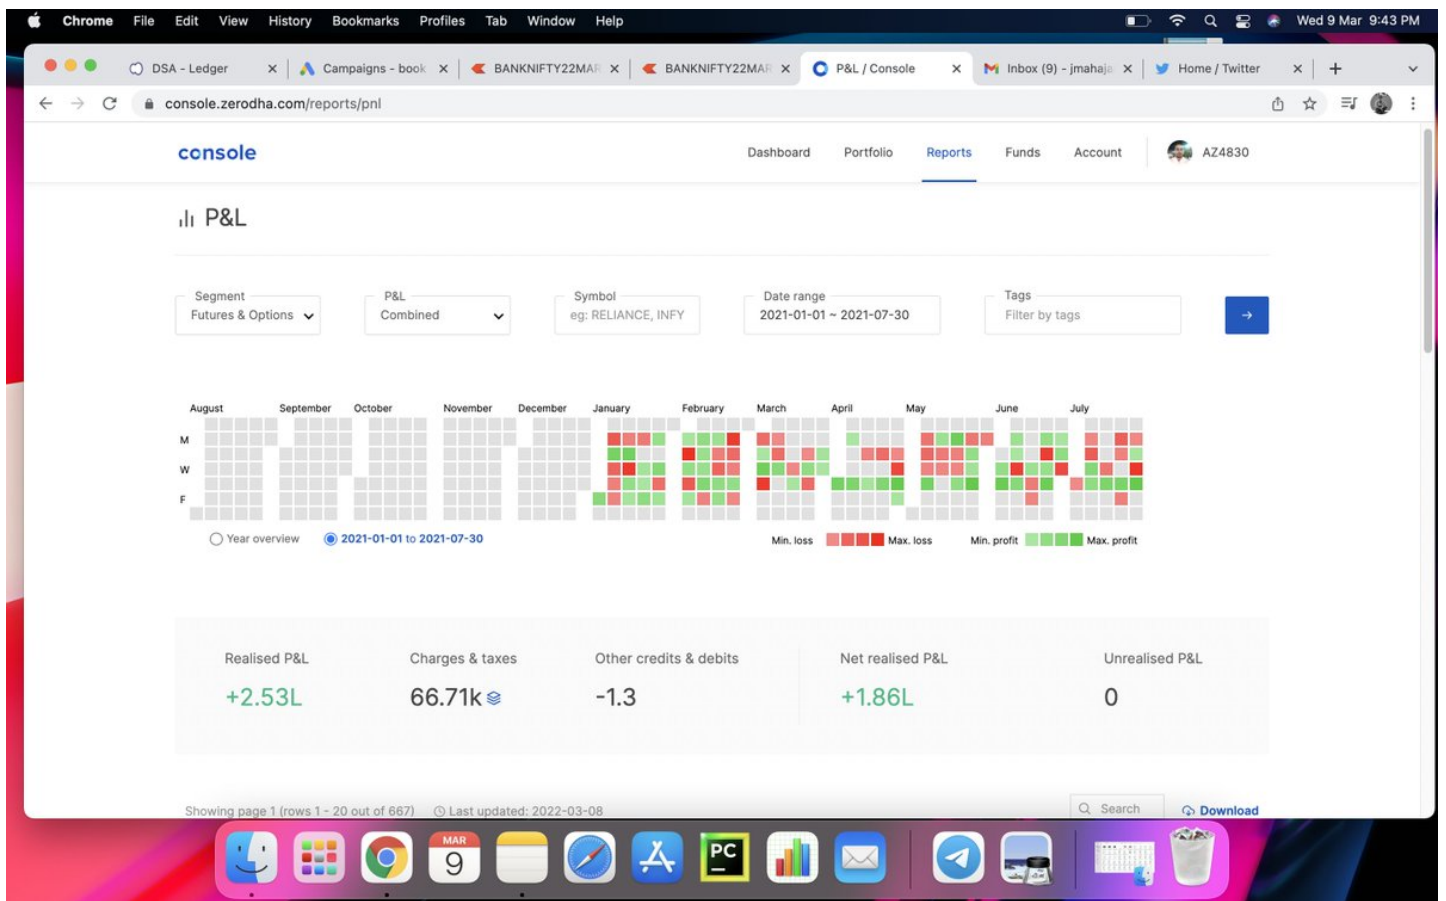 Chrome File Edit View History Bookmarks Profiles Tab Window Help Wed 9 Mar 9:43 PM
DSA - Ledger Campaigns - book BANKNIFTY22MAR BANKNIFTY22MAR P&L / Console Inbox (9) - jmahaja Home / Twitter
console.zerodha.com/reports/pnl
console Dashboard Portfolio Reports Funds Account AZ4830
P&L
Segment P&L Symbol Date range Tags
Futures & Options Combined eg: RELIANCE, INFY 2021-01-01 ~ 2021-07-30 Filter by tags
August September October November December January February March April May June July
M
W
F
Year overview 2021-01-01 to 2021-07-30 Min. loss Max. loss Min. profit Max. profit
Realised P&L Charges & taxes Other credits & debits Net realised P&L Unrealised P&L
+2.53L 66.71k -1.3 +1.86L 0
Showing page 1 (rows 1 - 20 out of 667) Last updated: 2022-03-08 Search Download
MAR
9
PC